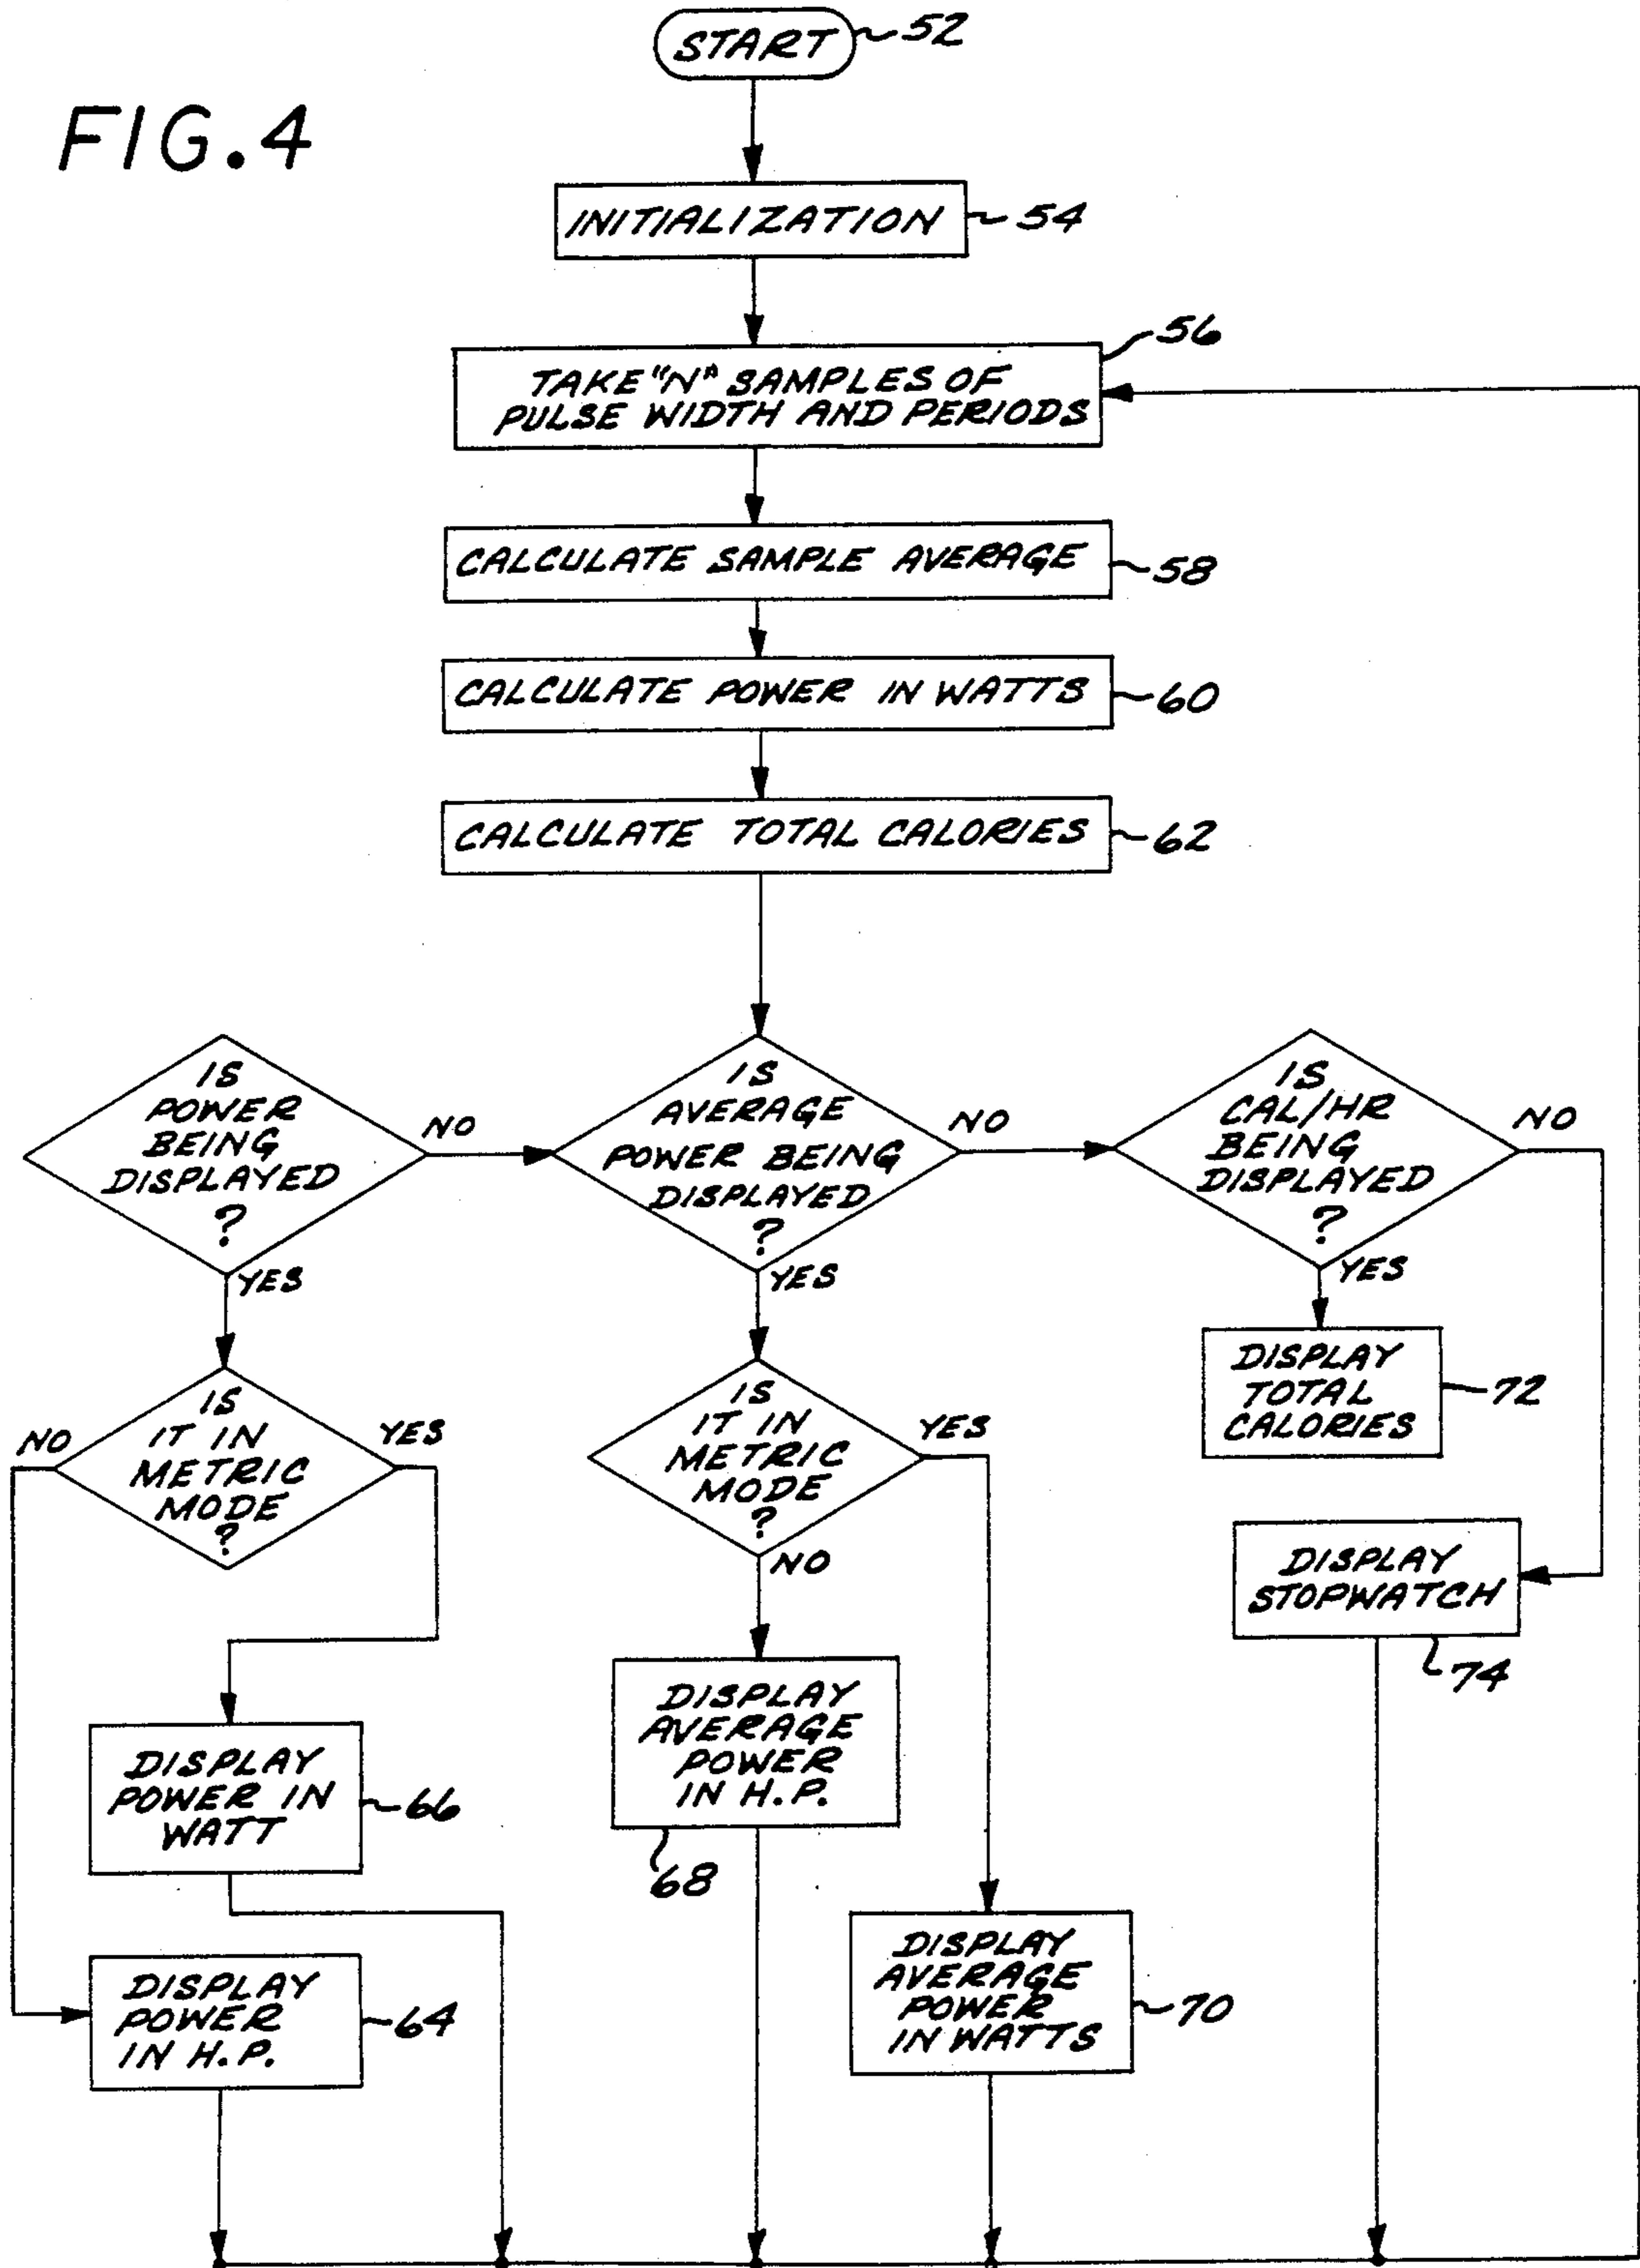 START 52
FIG. 4
INITIALIZATION 54
56
TAKE "N" SAMPLES OF
PULSE WIDTH AND PERIODS
CALCULATE SAMPLE AVERAGE 58
CALCULATE POWER IN WATTS 60
CALCULATE TOTAL CALORIES 62
IS
POWER
BEING
DISPLAYED
?
NO
YES
IS
AVERAGE
POWER BEING
DISPLAYED
?
NO
YES
IS
CAL/HR
BEING
DISPLAYED
?
NO
YES
IS
IT IN
METRIC
MODE
?
NO
YES
IS
IT IN
METRIC
MODE
?
YES
NO
DISPLAY
TOTAL
CALORIES
72
DISPLAY
STOPWATCH
74
DISPLAY
POWER IN
WATT
66
DISPLAY
AVERAGE
POWER
IN H.P.
68
DISPLAY
POWER
IN H.P.
64
DISPLAY
AVERAGE
POWER
IN WATTS
70